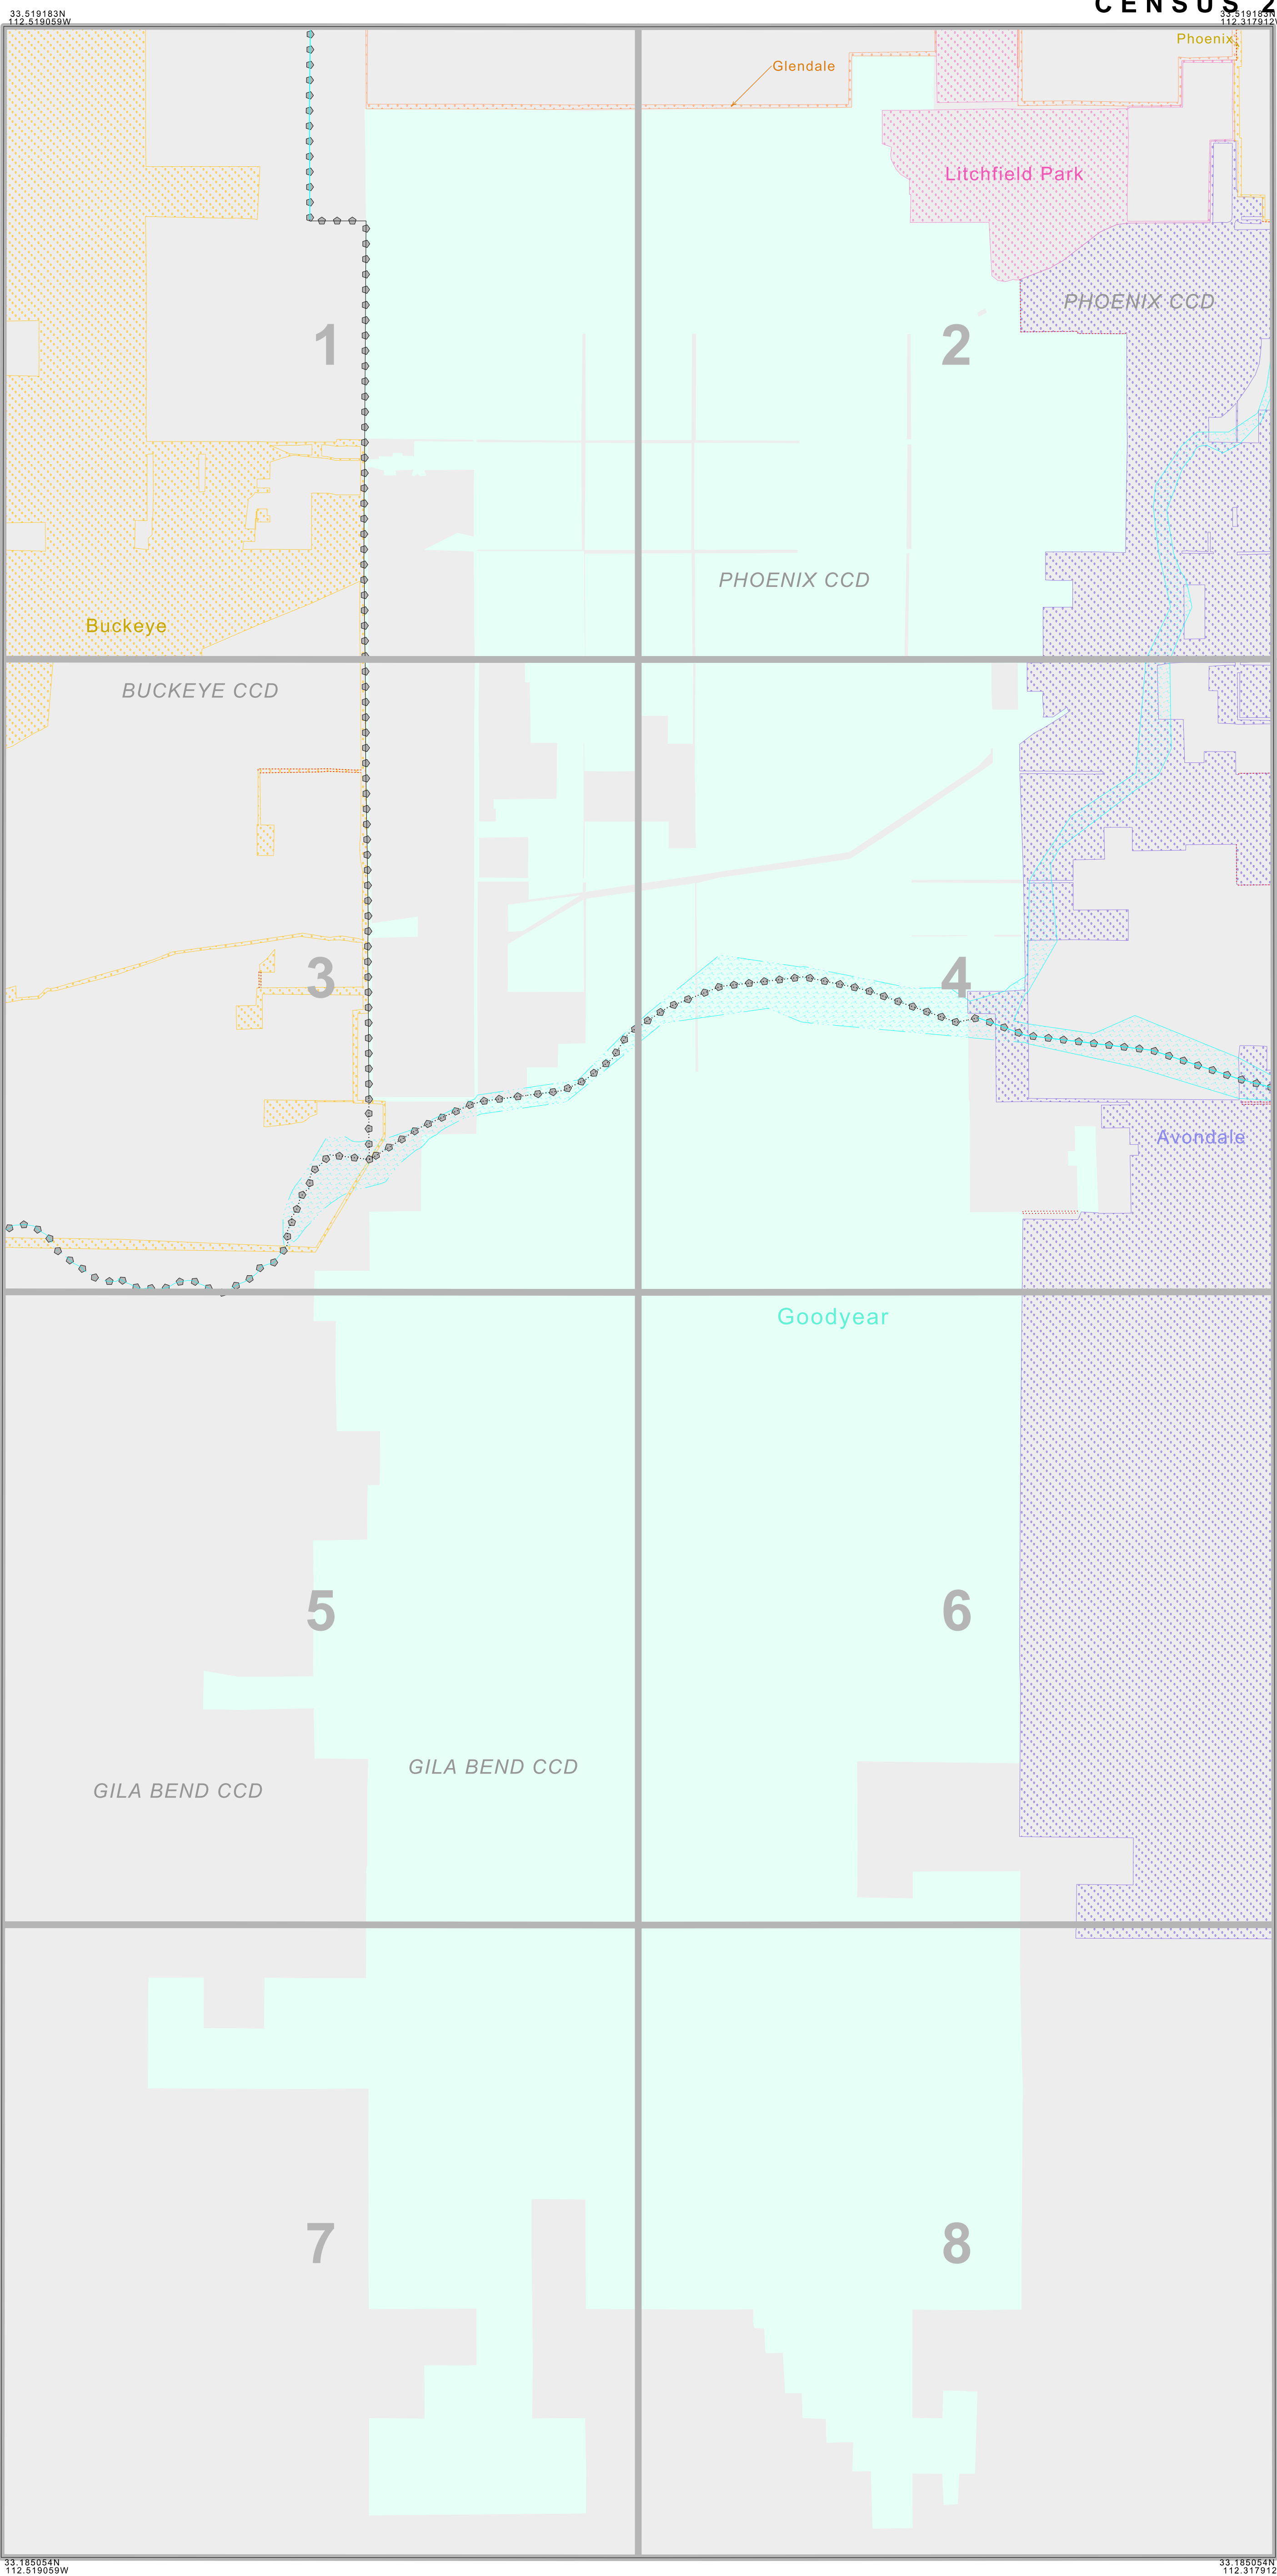 CENSUS 2
33.519183N
112.519059W
33.519183N
112.317912W
Phoenix
Glendale
Litchfield Park
PHOENIX CCD
1
2
PHOENIX CCD
Buckeye
BUCKEYE CCD
3
4
Avondale
Goodyear
5
6
GILA BEND CCD
GILA BEND CCD
7
8
33.185054N
112.519059W
33.185054N
112.317912